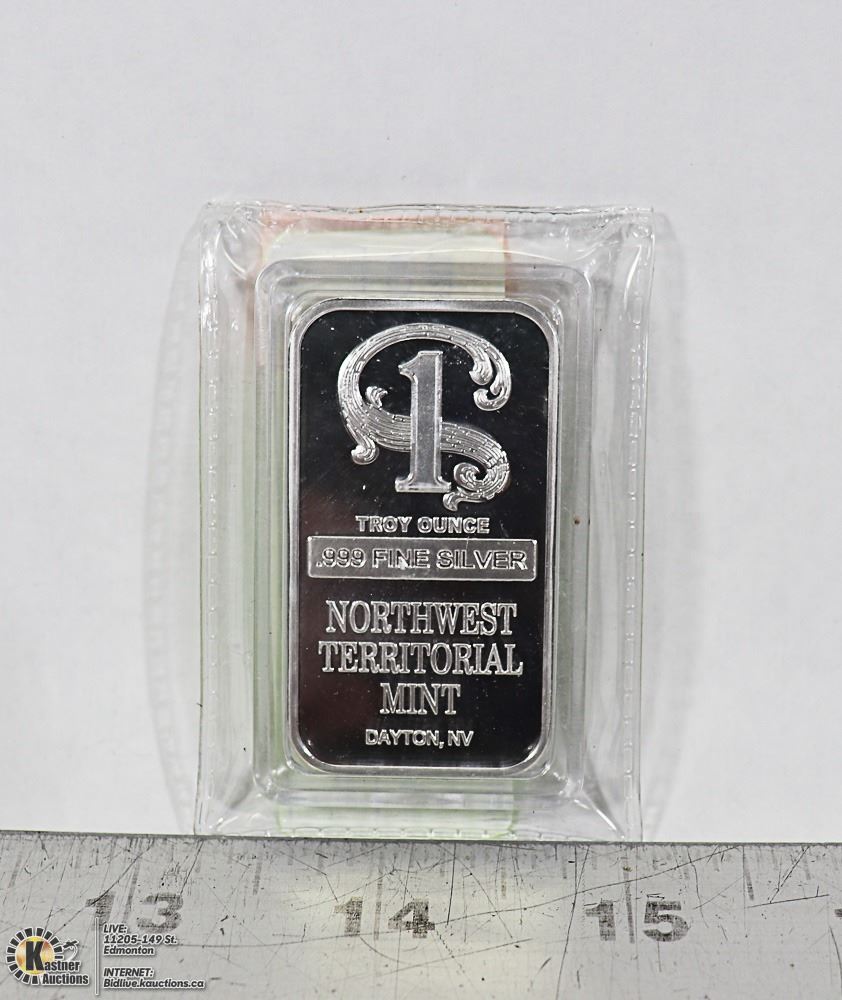 1
TROY OUNCE
.999 FINE SILVER
NORTHWEST
TERRITORIAL
MINT
DAYTON, NV
13 14 15
Kastner
Auctions
LIVE:
11205-149 St.
Edmonton
INTERNET:
Bidlive.kauctions.ca